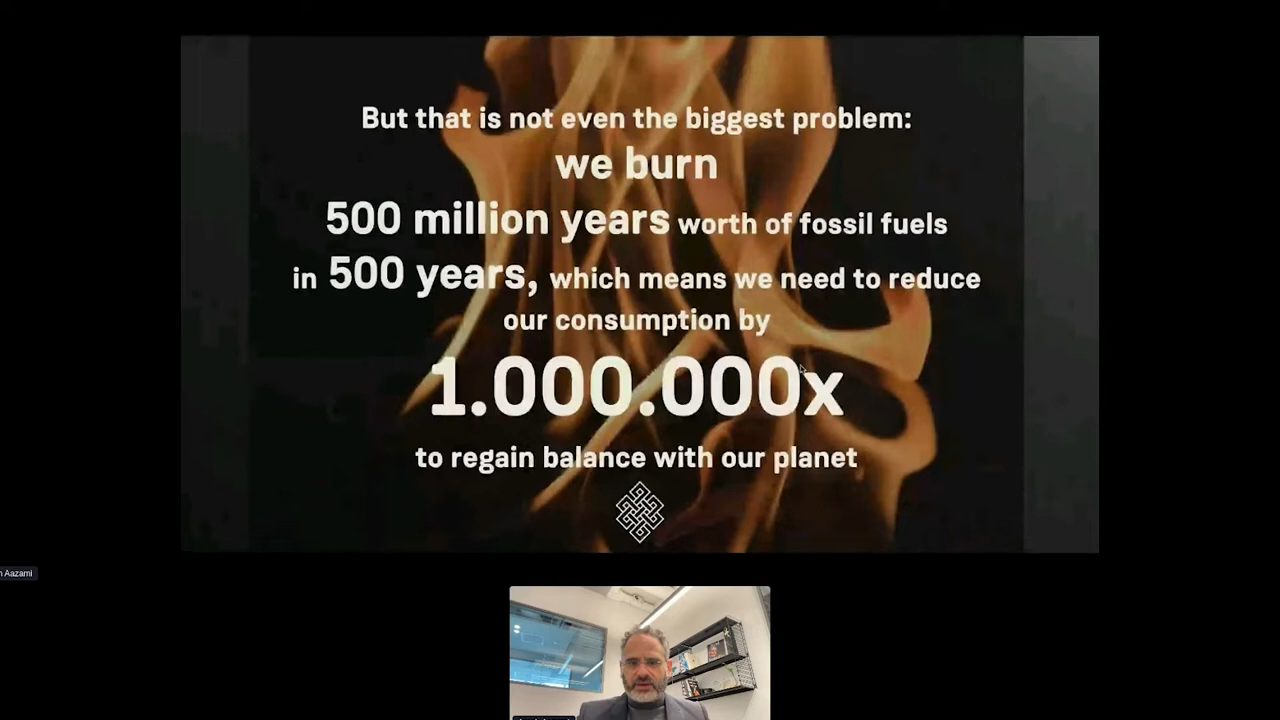 But that is not even the biggest problem:
we burn
500 million years worth of fossil fuels
in 500 years, which means we need to reduce
our consumption by
1.000.000x
to regain balance with our planet
Aazami